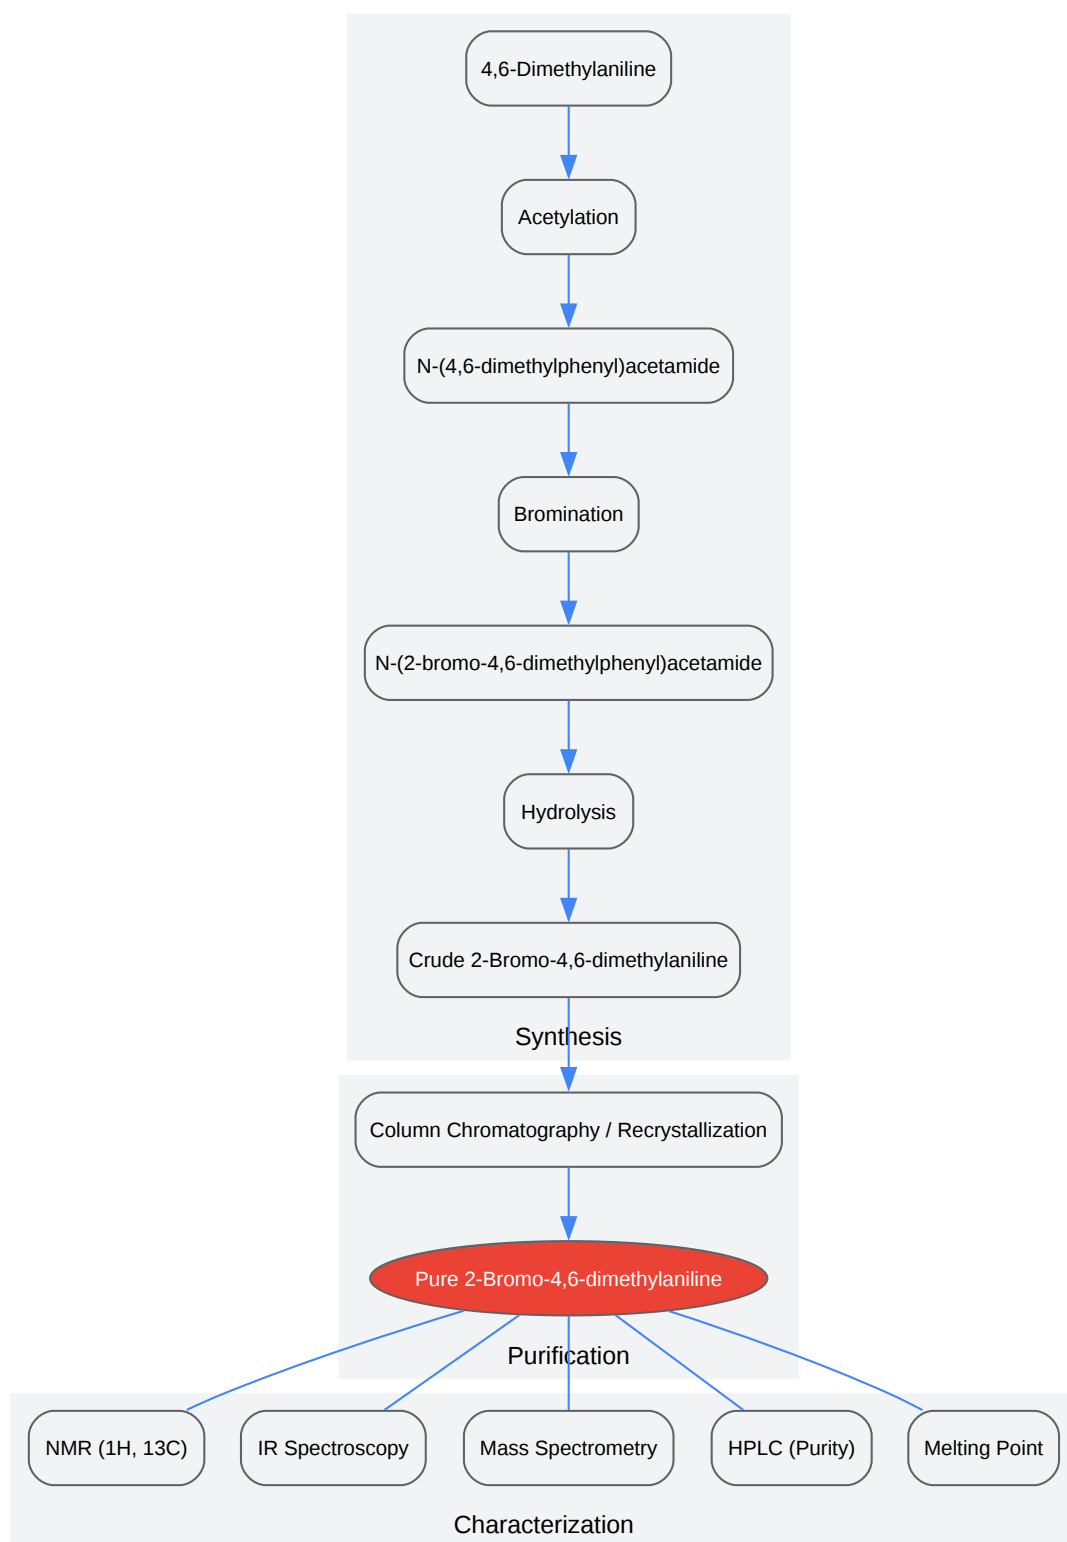 4,6-Dimethylaniline
Acetylation
N-(4,6-dimethylphenyl)acetamide
Bromination
N-(2-bromo-4,6-dimethylphenyl)acetamide
Hydrolysis
Crude 2-Bromo-4,6-dimethylaniline
Synthesis
Column Chromatography / Recrystallization
Pure 2-Bromo-4,6-dimethylaniline
Purification
NMR (1H, 13C)
IR Spectroscopy
Mass Spectrometry
HPLC (Purity)
Melting Point
Characterization